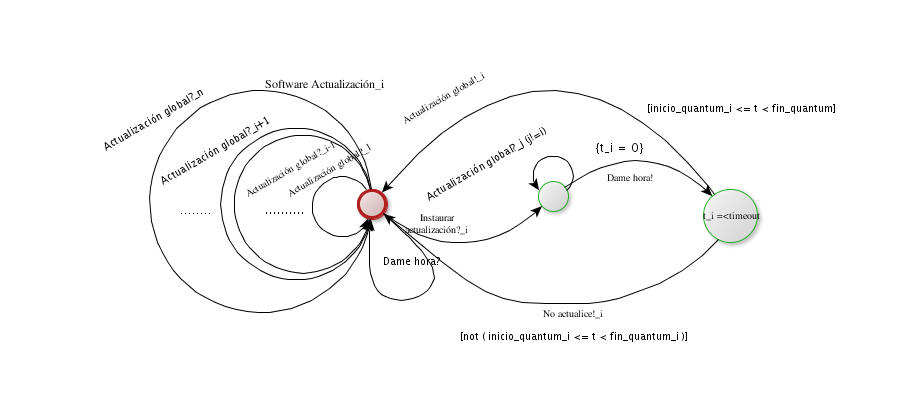 Software Actualización_i
Actualización global?_n
Actualización global?_i+1
Actualización global?_i-1
Actualización global?_1
........
..........
Actualización global!_i
Actualización global?_j (j!=i)
[inicio_quantum_i <= t < fin_quantum]
{t_i = 0}
Dame hora!
t_i =<timeout
Instaurar
actualización?_i
Dame hora?
No actualice!_i
[not ( inicio_quantum_i <= t < fin_quantum_i )]